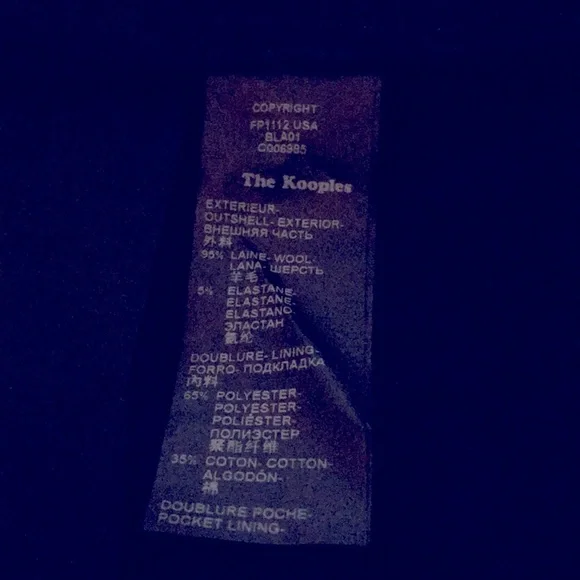 COPYRIGHT
FP1112 USA
BLA01
C006985
The Kooples
EXTERIEUR-
OUTSHELL- EXTERIOR-
ВНЕШНЯЯ ЧАСТЬ
外料
95% LAINE- WOOL-
LANA- ШЕРСТЬ
羊毛
5% ELASTANE-
ELASTANE-
ELASTANO-
ЭЛАСТАН
氨纶
DOUBLURE- LINING-
FORRO- ПОДКЛАДКА
内料
65% POLYESTER-
POLYESTER-
POLIÉSTER-
ПОЛИЭСТЕР
聚酯纤维
35% COTON- COTTON-
ALGODÓN-
棉
DOUBLURE POCHE-
POCKET LINING-